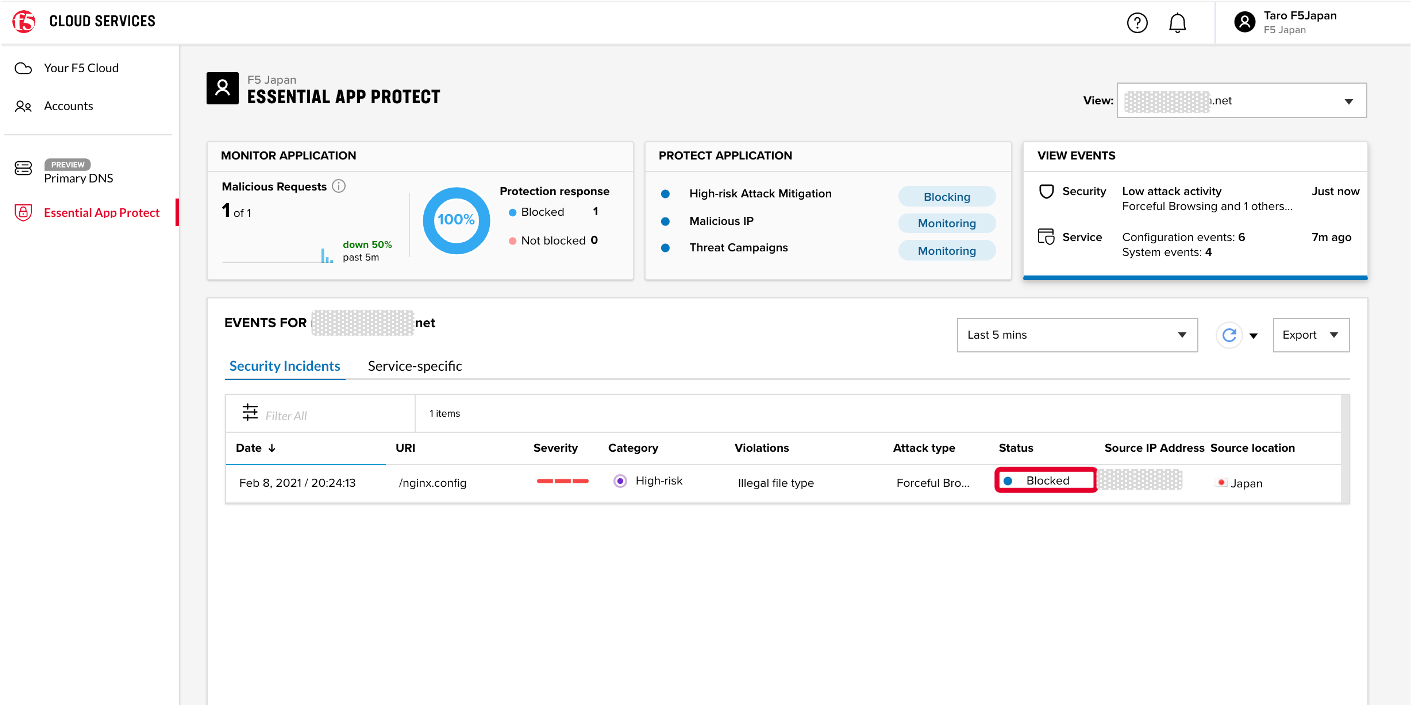 CLOUD SERVICES
Taro F5Japan
F5 Japan
Your F5 Cloud
Accounts
PREVIEW
Primary DNS
Essential App Protect
F5 Japan
ESSENTIAL APP PROTECT
View: .net
MONITOR APPLICATION
Malicious Requests
1 of 1
down 50%
past 5m
100%
Protection response
Blocked 1
Not blocked 0
PROTECT APPLICATION
High-risk Attack Mitigation Blocking
Malicious IP Monitoring
Threat Campaigns Monitoring
VIEW EVENTS
Security Low attack activity Just now
Forceful Browsing and 1 others...
Service Configuration events: 6 7m ago
System events: 4
EVENTS FOR net
Last 5 mins Export
Security Incidents Service-specific
Filter All 1 items
Date ↓ URI Severity Category Violations Attack type Status Source IP Address Source location
Feb 8, 2021 / 20:24:13 /nginx.config High-risk Illegal file type Forceful Bro... Blocked Japan